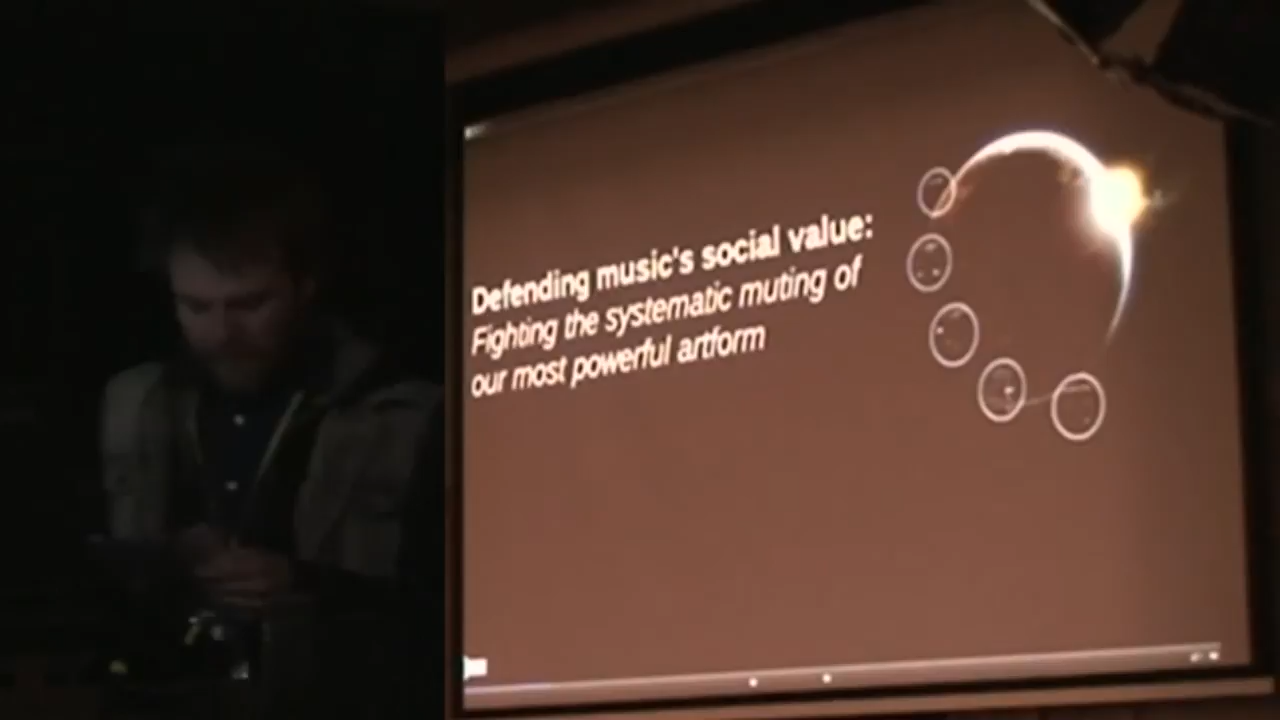 Defending music's social value:
Fighting the systematic muting of
our most powerful artform